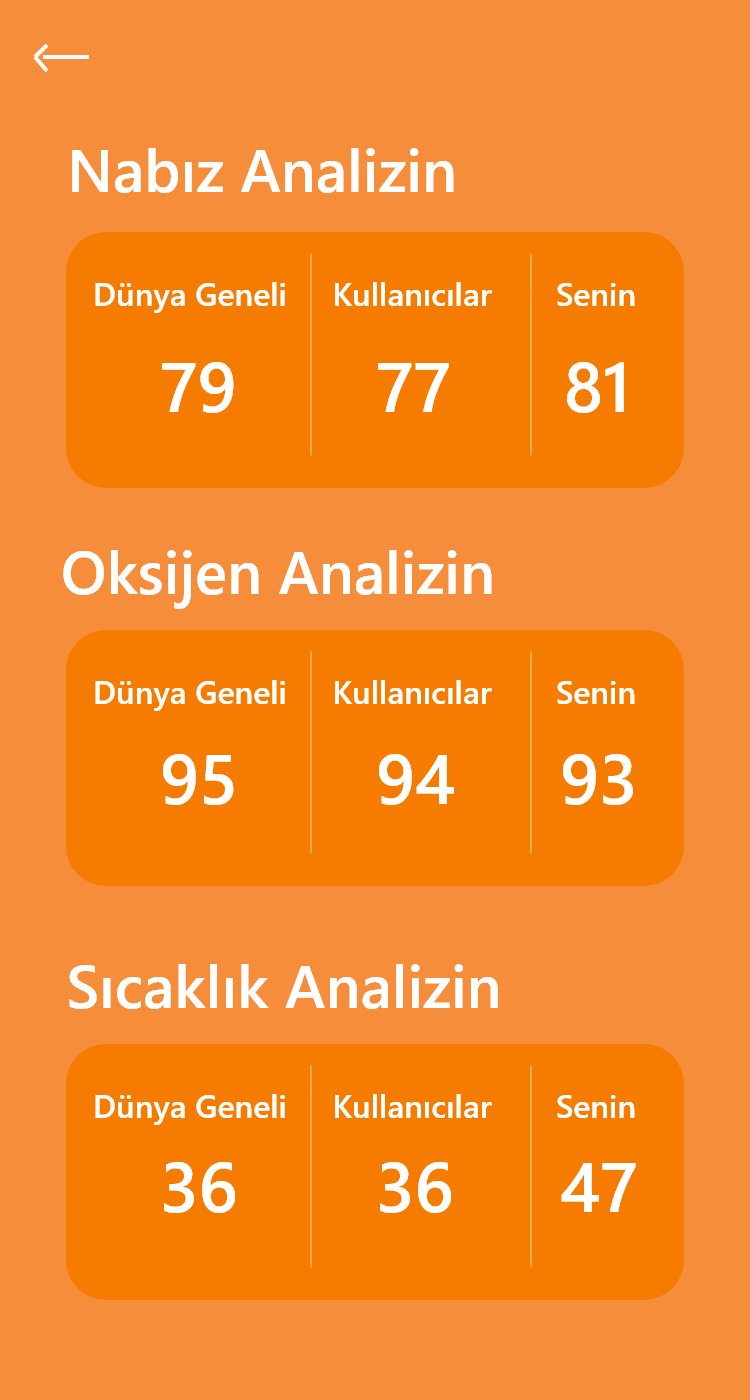 Nabız Analizin
Dünya Geneli Kullanıcılar Senin
79 77 81
Oksijen Analizin
Dünya Geneli Kullanıcılar Senin
95 94 93
Sıcaklık Analizin
Dünya Geneli Kullanıcılar Senin
36 36 47